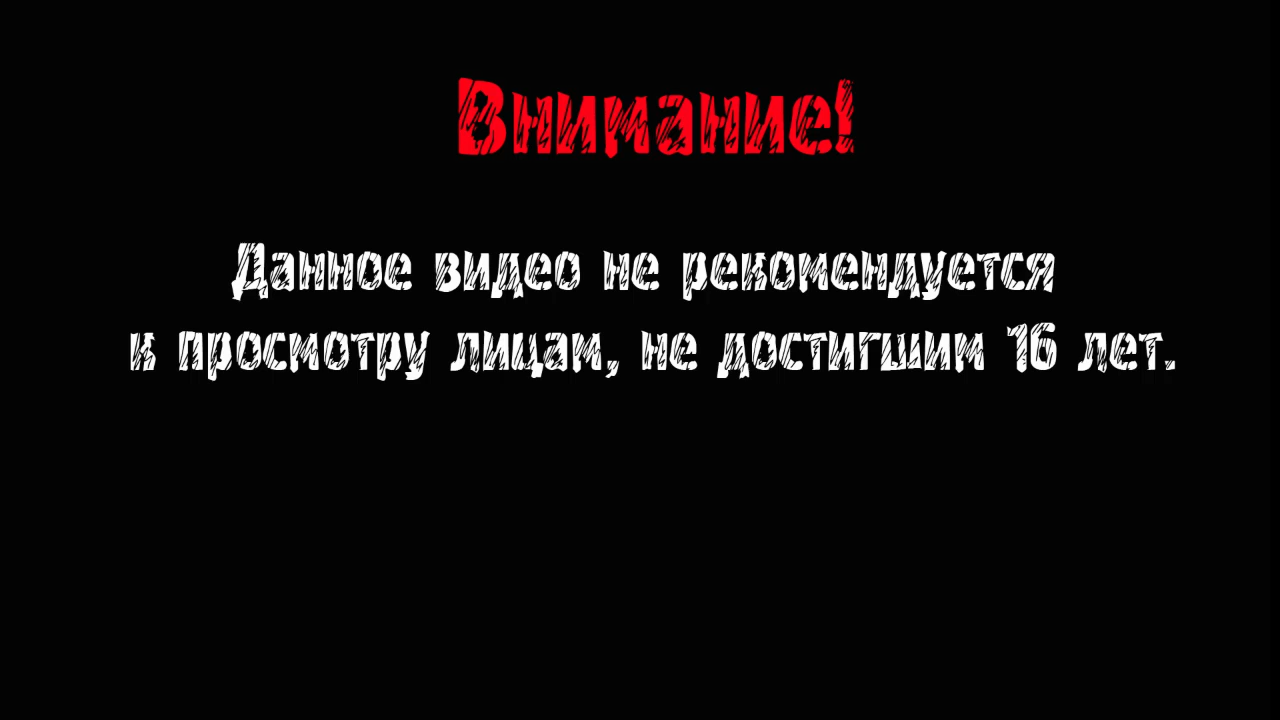 Внимание!
Данное видео не рекомендуется
к просмотру лицам, не достигшим 16 лет.